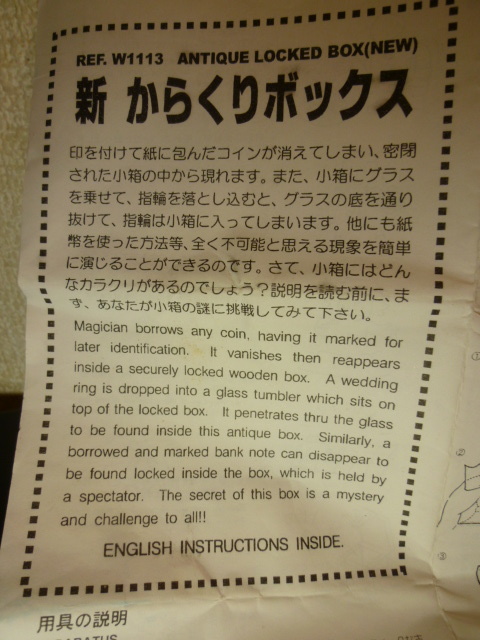 REF. W1113 ANTIQUE LOCKED BOX(NEW)
新 からくりボックス
印を付けて紙に包んだコインが消えてしまい、密閉
された小箱の中から現れます。また、小箱にグラス
を乗せて、指輪を落とし込むと、グラスの底を通り
抜けて、指輪は小箱に入ってしまいます。他にも紙
幣を使った方法等、全く不可能と思える現象を簡単
に演じることができるのです。さて、小箱にはどん
なカラクリがあるのでしょう？説明を読む前に、ま
ず、あなたが小箱の謎に挑戦してみて下さい。
Magician borrows any coin, having it marked for
later identification. It vanishes then reappears
inside a securely locked wooden box. A wedding
ring is dropped into a glass tumbler which sits on
top of the locked box. It penetrates thru the glass
to be found inside this antique box. Similarly, a
borrowed and marked bank note can disappear to
be found locked inside the box, which is held by
a spectator. The secret of this box is a mystery
and challenge to all!!
ENGLISH INSTRUCTIONS INSIDE.
用具の説明
①
②
③